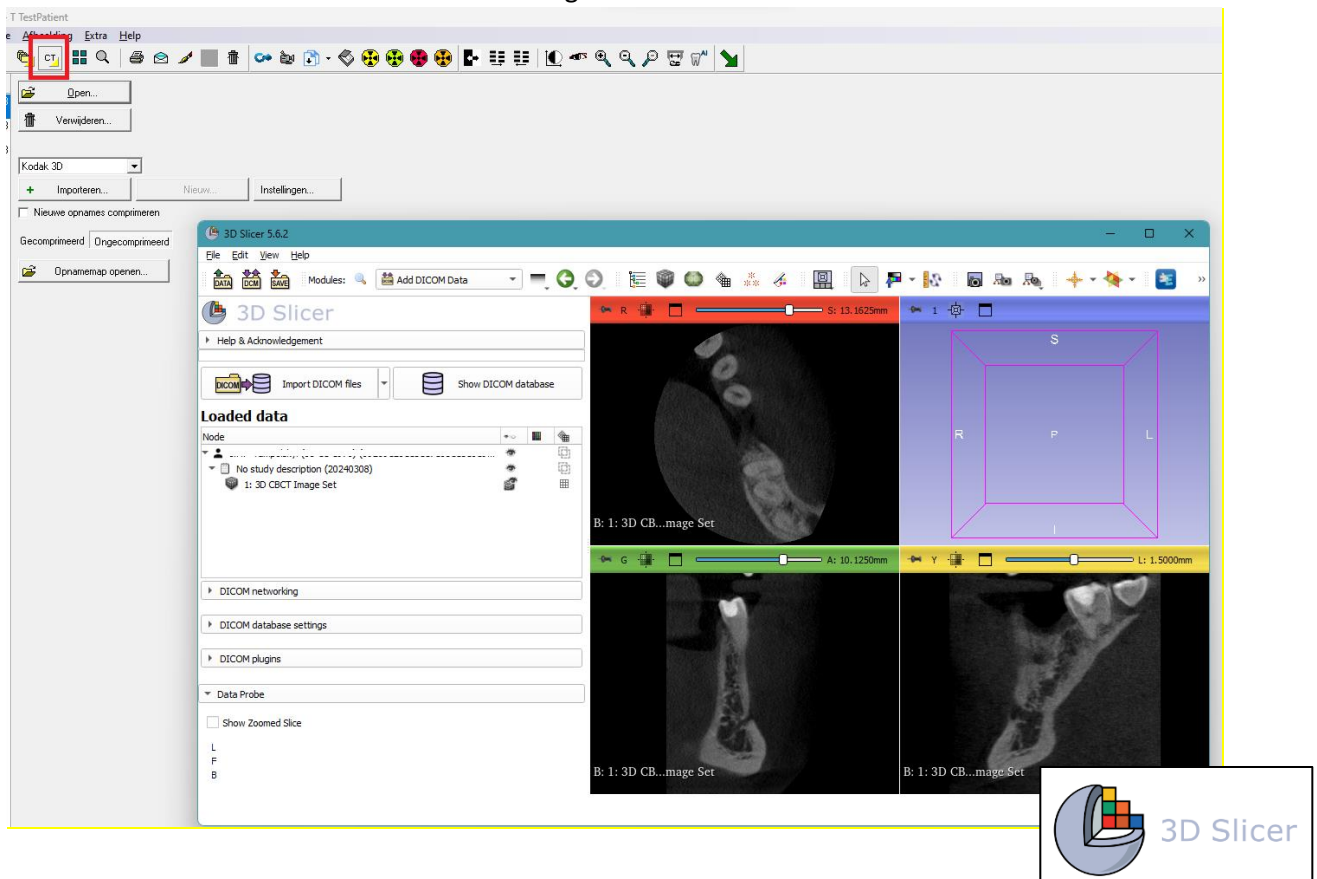 T TestPatient
e Afbeelding Extra Help
CT
Open...
Verwijderen...
Kodak 3D
+ Importeren... Nieuw... Instellingen...
Nieuwe opnames comprimeren
Gecomprimeerd Ongecomprimeerd
Opnamemap openen...
3D Slicer 5.6.2
File Edit View Help
DATA DCM SAVE Modules: Add DICOM Data
3D Slicer
Help & Acknowledgement
DICOM Import DICOM files Show DICOM database
Loaded data
Node
No study description (20240308)
1: 3D CBCT Image Set
DICOM networking
DICOM database settings
DICOM plugins
Data Probe
Show Zoomed Slice
L
F
B
R S: 13.1625mm
B: 1: 3D CB...mage Set
1
S
R P L
I
G A: 10.1250mm
B: 1: 3D CB...mage Set
Y L: 1.5000mm
B: 1: 3D CB...mage Set
3D Slicer